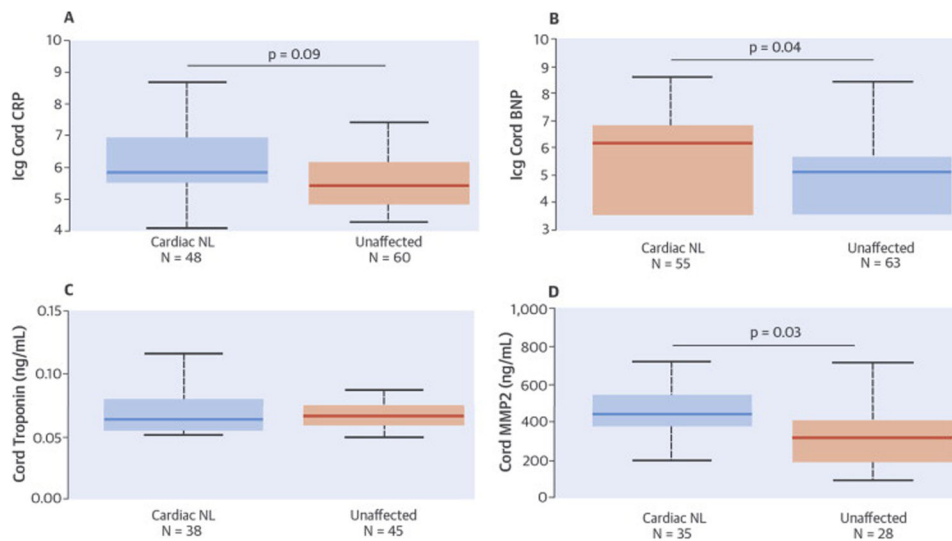 A
Icg Cord CRP
10
9
8
7
6
5
4
p = 0.09
Cardiac NL
N = 48
Unaffected
N = 60
B
Icg Cord BNP
10
9
8
7
6
5
4
3
p = 0.04
Cardiac NL
N = 55
Unaffected
N = 63
C
Cord Troponin (ng/mL)
0.15
0.10
0.05
0.00
Cardiac NL
N = 38
Unaffected
N = 45
D
Cord MMP2 (ng/mL)
1,000
800
600
400
200
0
p = 0.03
Cardiac NL
N = 35
Unaffected
N = 28